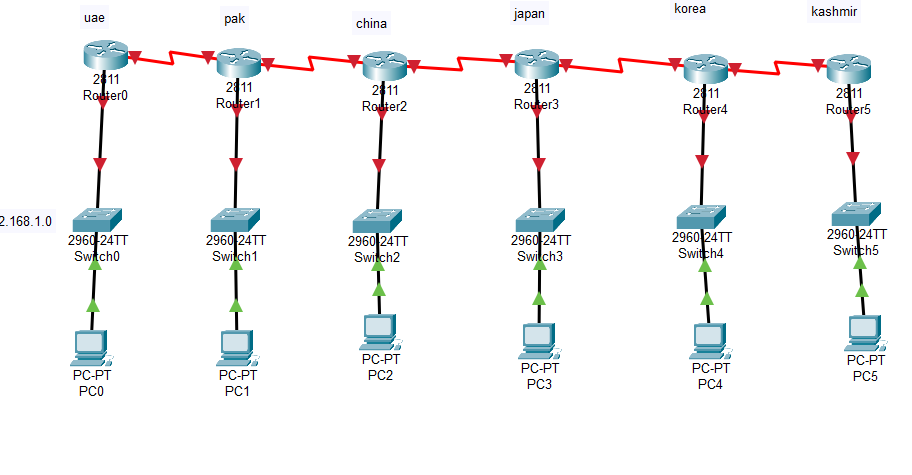 uae
pak
china
japan
korea
kashmir
2811
Router0
2811
Router1
2811
Router2
2811
Router3
2811
Router4
2811
Router5
2.168.1.0
2960-24TT
Switch0
2960-24TT
Switch1
2960-24TT
Switch2
2960-24TT
Switch3
2960-24TT
Switch4
2960-24TT
Switch5
PC-PT
PC0
PC-PT
PC1
PC-PT
PC2
PC-PT
PC3
PC-PT
PC4
PC-PT
PC5